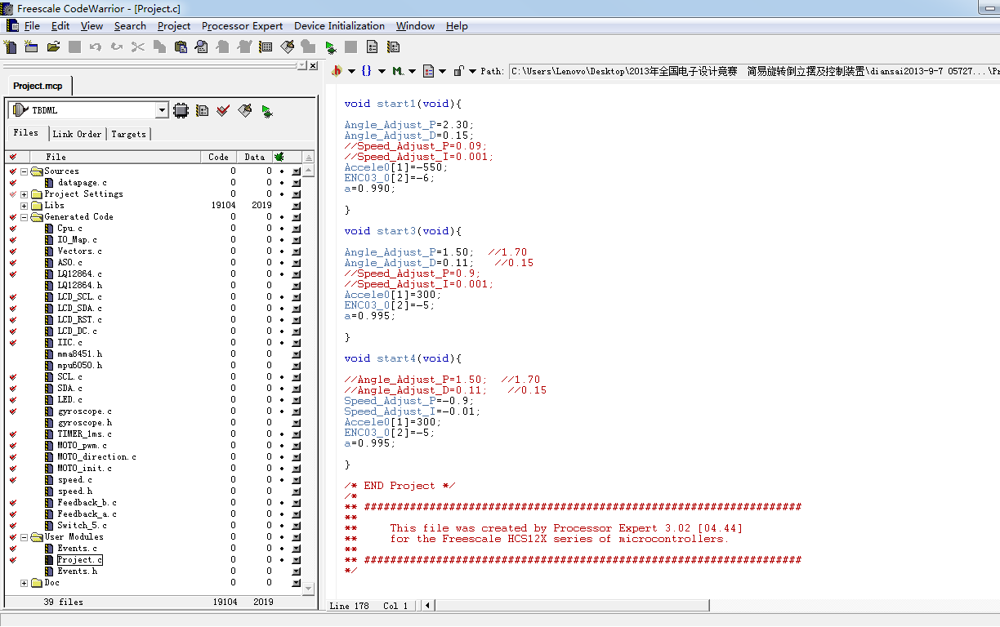 Freescale CodeWarrior - [Project.c]
File Edit View Search Project Processor Expert Device Initialization Window Help
Path: C:\Users\Lenovo\Desktop\2013年全国电子设计竞赛 简易旋转倒立摆及控制装置\diansai2013-9-7 05727...\Pr
Project.mcp
TBDML
Files Link Order Targets
File Code Data
Sources 0 0
datapage.c 0 0
Project Settings 0 0
Libs 19104 2019
Generated Code 0 0
Cpu.c 0 0
IO_Map.c 0 0
Vectors.c 0 0
AS0.c 0 0
LQ12864.c 0 0
LQ12864.h 0 0
LCD_SCL.c 0 0
LCD_SDA.c 0 0
LCD_RST.c 0 0
LCD_DC.c 0 0
IIC.c 0 0
mma8451.h 0 0
mpu6050.h 0 0
SCL.c 0 0
SDA.c 0 0
LED.c 0 0
gyroscope.c 0 0
gyroscope.h 0 0
TIMER_1ms.c 0 0
MOTO_pwm.c 0 0
MOTO_direction.c 0 0
MOTO_init.c 0 0
speed.c 0 0
speed.h 0 0
Feedback_b.c 0 0
Feedback_a.c 0 0
Switch_5.c 0 0
User Modules 0 0
Events.c 0 0
Project.c 0 0
Events.h 0 0
Doc 0 0
39 files 19104 2019
void start1(void){
Angle_Adjust_P=2.30;
Angle_Adjust_D=0.15;
//Speed_Adjust_P=0.09;
//Speed_Adjust_I=0.001;
Accele0[1]=-550;
ENC03_0[2]=-6;
a=0.990;
}
void start3(void){
Angle_Adjust_P=1.50; //1.70
Angle_Adjust_D=0.11; //0.15
//Speed_Adjust_P=0.9;
//Speed_Adjust_I=0.001;
Accele0[1]=300;
ENC03_0[2]=-5;
a=0.995;
}
void start4(void){
//Angle_Adjust_P=1.50; //1.70
//Angle_Adjust_D=0.11; //0.15
Speed_Adjust_P=-0.9;
Speed_Adjust_I=-0.01;
Accele0[1]=300;
ENC03_0[2]=-5;
a=0.995;
}
/* END Project */
/*
** ###################################################################
**
** This file was created by Processor Expert 3.02 [04.44]
** for the Freescale HCS12X series of microcontrollers.
**
** ###################################################################
*/
Line 178 Col 1